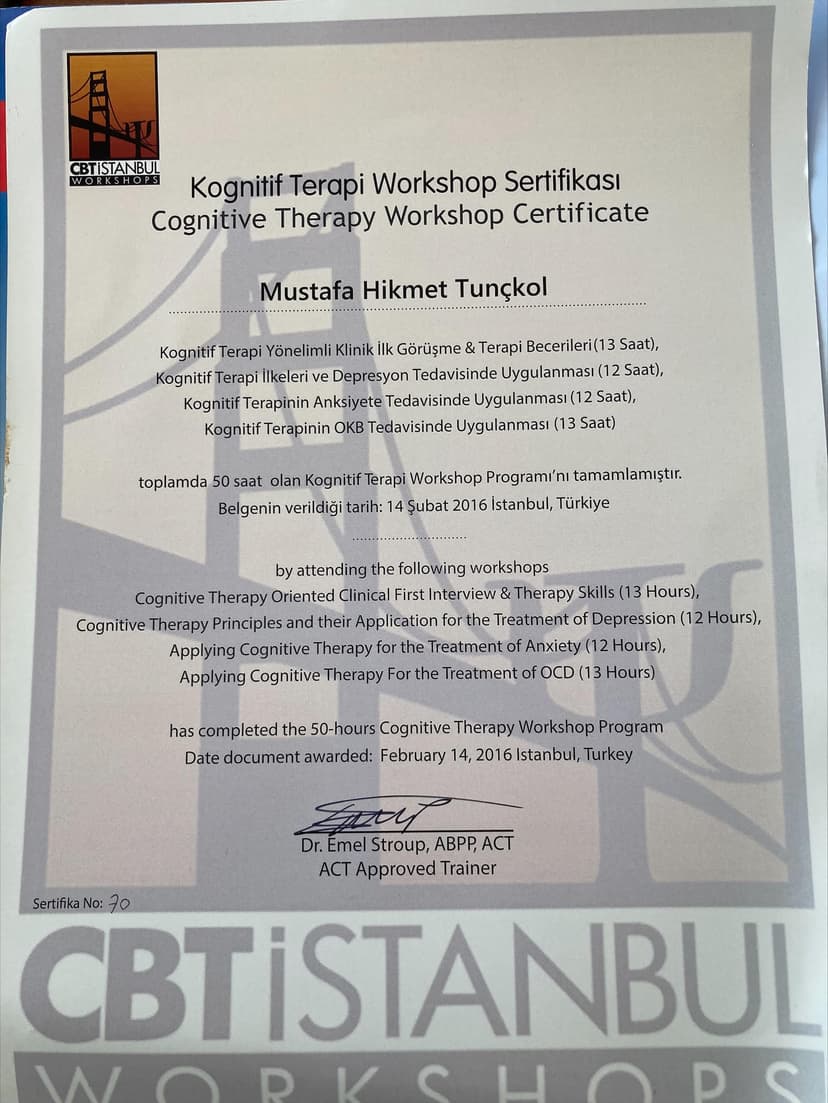 CBTİSTANBUL
WORKSHOPS
Kognitif Terapi Workshop Sertifikası
Cognitive Therapy Workshop Certificate
Mustafa Hikmet Tunçkol
Kognitif Terapi Yönelimli Klinik İlk Görüşme & Terapi Becerileri(13 Saat),
Kognitif Terapi İlkeleri ve Depresyon Tedavisinde Uygulanması (12 Saat),
Kognitif Terapinin Anksiyete Tedavisinde Uygulanması (12 Saat),
Kognitif Terapinin OKB Tedavisinde Uygulanması (13 Saat)
toplamda 50 saat olan Kognitif Terapi Workshop Programı'nı tamamlamıştır.
Belgenin verildiği tarih: 14 Şubat 2016 İstanbul, Türkiye
by attending the following workshops
Cognitive Therapy Oriented Clinical First Interview & Therapy Skills (13 Hours),
Cognitive Therapy Principles and their Application for the Treatment of Depression (12 Hours),
Applying Cognitive Therapy for the Treatment of Anxiety (12 Hours),
Applying Cognitive Therapy For the Treatment of OCD (13 Hours)
has completed the 50-hours Cognitive Therapy Workshop Program
Date document awarded: February 14, 2016 Istanbul, Turkey
Dr. Emel Stroup, ABPP, ACT
ACT Approved Trainer
Sertifika No: 70
CBTİSTANBUL
WORKSHOPS